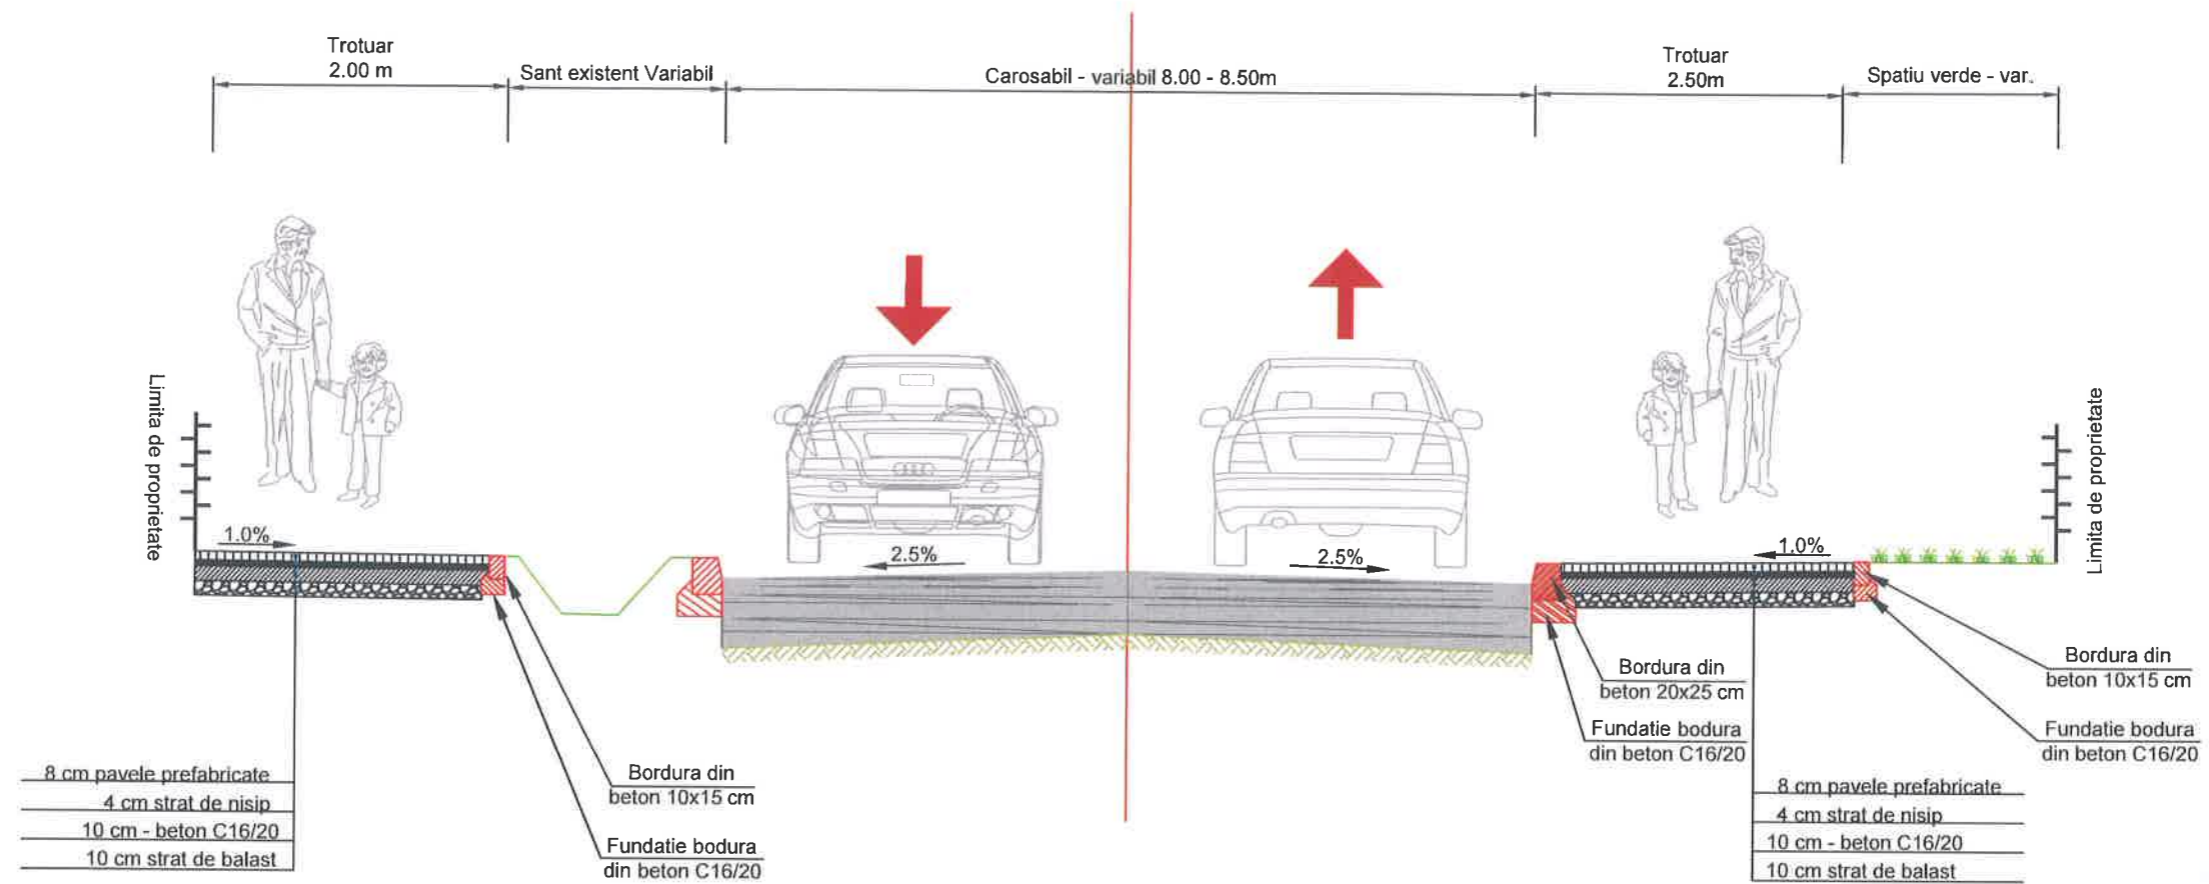 Trotuar
2.00 m
Sant existent Variabil
Carosabil - variabil 8.00 - 8.50m
Trotuar
2.50m
Spatiu verde - var.
Limita de proprietate
Limita de proprietate
1.0%
2.5%
2.5%
1.0%
8 cm pavele prefabricate
4 cm strat de nisip
10 cm - beton C16/20
10 cm strat de balast
Bordura din
beton 10x15 cm
Fundatie bodura
din beton C16/20
Bordura din
beton 20x25 cm
Fundatie bodura
din beton C16/20
Bordura din
beton 10x15 cm
Fundatie bodura
din beton C16/20
8 cm pavele prefabricate
4 cm strat de nisip
10 cm - beton C16/20
10 cm strat de balast